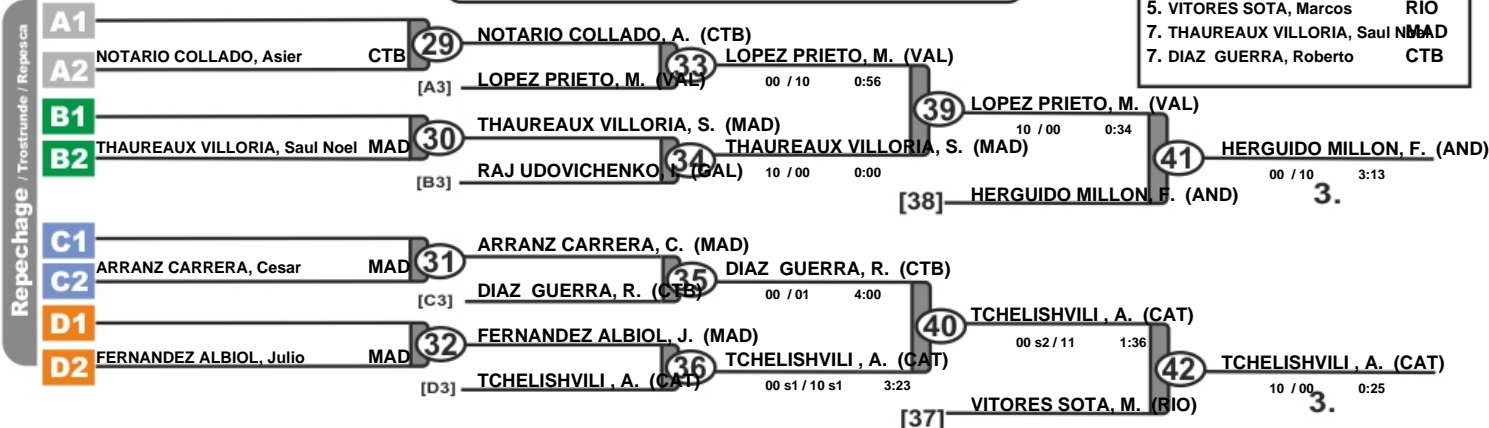 5. VITORES SOTA, Marcos RIO
7. THAUREAUX VILLORIA, Saul Noel MAD
7. DIAZ GUERRA, Roberto CTB
Repechage / Trostrunde / Repesca
A1
NOTARIO COLLADO, Asier CTB
A2
29
NOTARIO COLLADO, A. (CTB)
[A3] LOPEZ PRIETO, M. (VAL)
33
LOPEZ PRIETO, M. (VAL)
00 / 10 0:56
B1
THAUREAUX VILLORIA, Saul Noel MAD
B2
30
THAUREAUX VILLORIA, S. (MAD)
[B3] RAJ UDOVICHENKO, (GAL)
34
THAUREAUX VILLORIA, S. (MAD)
10 / 00 0:00
39
LOPEZ PRIETO, M. (VAL)
10 / 00 0:34
[38] HERGUIDO MILLON, F. (AND)
41
HERGUIDO MILLON, F. (AND)
00 / 10 3:13
3.
C1
ARRANZ CARRERA, Cesar MAD
C2
31
ARRANZ CARRERA, C. (MAD)
[C3] DIAZ GUERRA, R. (CTB)
35
DIAZ GUERRA, R. (CTB)
00 / 01 4:00
D1
FERNANDEZ ALBIOL, Julio MAD
D2
32
FERNANDEZ ALBIOL, J. (MAD)
[D3] TCHELISHVILI , A. (CAT)
36
TCHELISHVILI , A. (CAT)
00 s1 / 10 s1 3:23
40
TCHELISHVILI , A. (CAT)
00 s2 / 11 1:36
[37] VITORES SOTA, M. (RIO)
42
TCHELISHVILI , A. (CAT)
10 / 00 0:25
3.